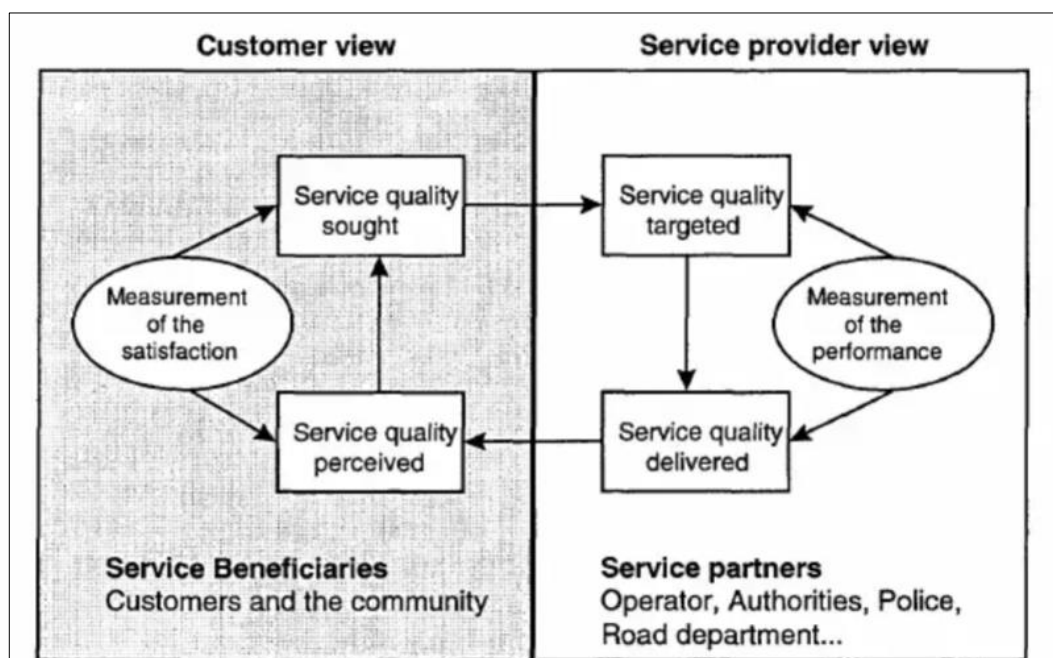 Customer view
Service provider view
Service quality
sought
Service quality
targeted
Measurement
of the
satisfaction
Measurement
of the
performance
Service quality
perceived
Service quality
delivered
Service Beneficiaries
Customers and the community
Service partners
Operator, Authorities, Police,
Road department...